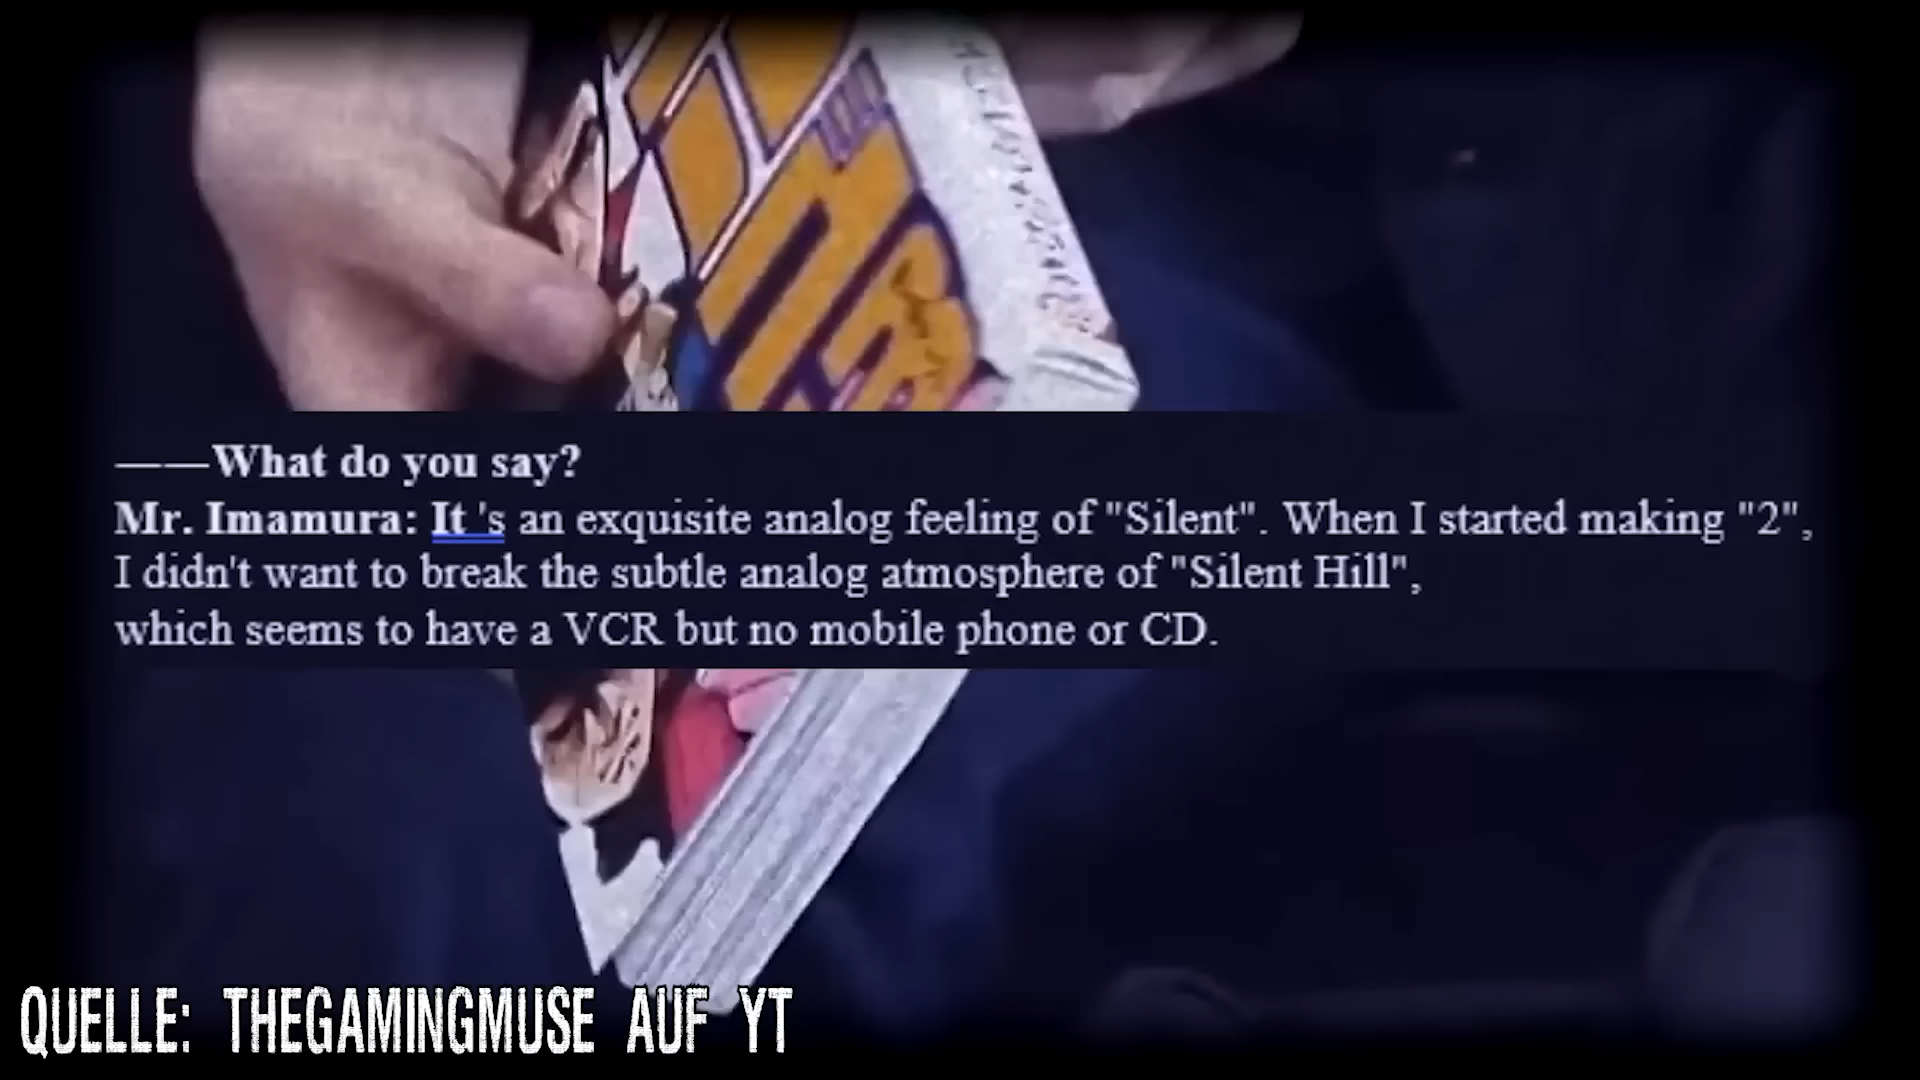 ——What do you say?
Mr. Imamura: It 's an exquisite analog feeling of "Silent". When I started making "2",
I didn't want to break the subtle analog atmosphere of "Silent Hill",
which seems to have a VCR but no mobile phone or CD.
QUELLE: THEGAMINGMUSE AUF YT